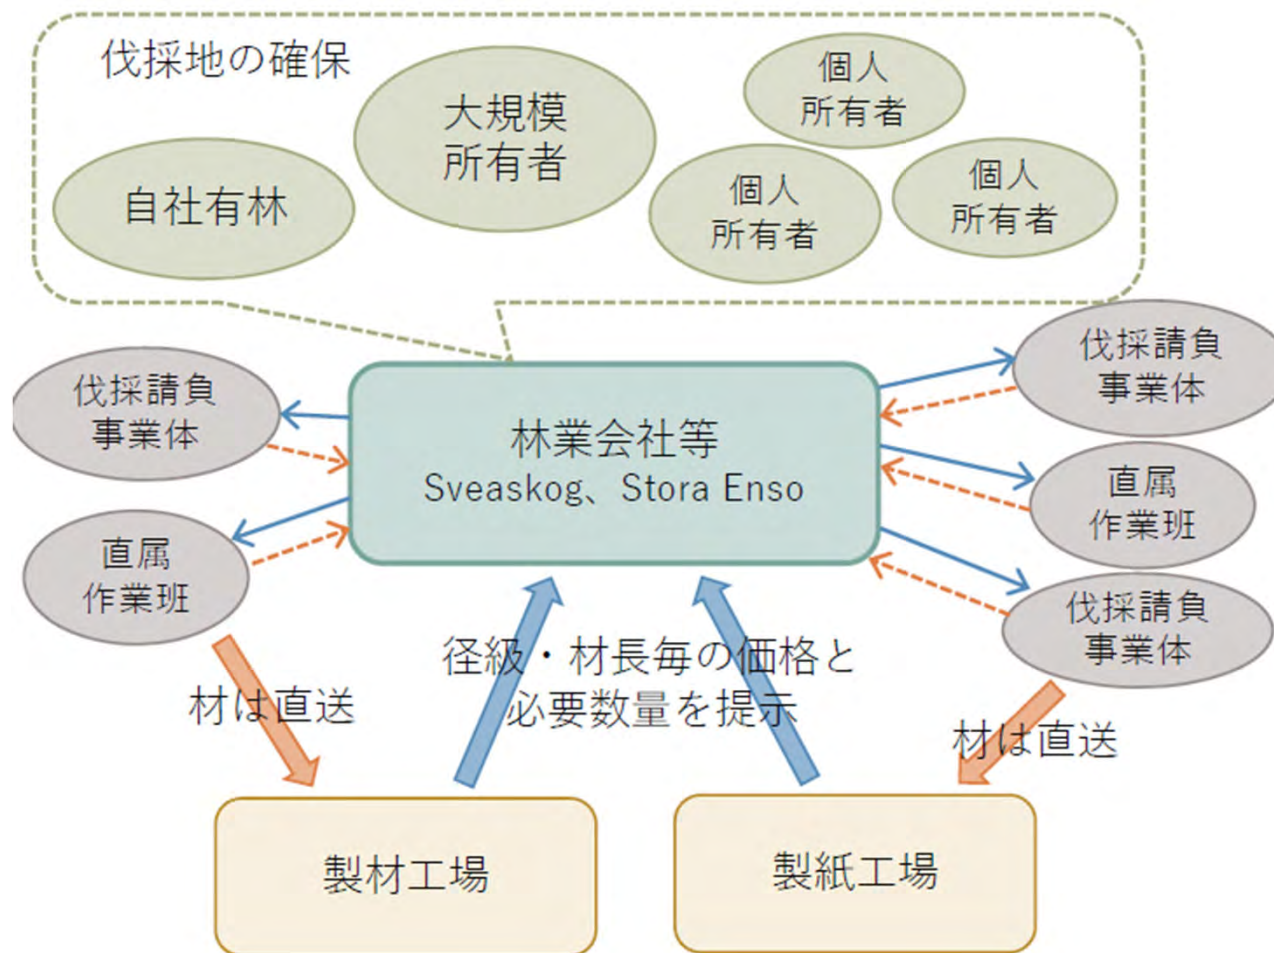 伐採地の確保
自社有林
大規模
所有者
個人
所有者
個人
所有者
個人
所有者
伐採請負
事業体
直属
作業班
林業会社等
Sveaskog、Stora Enso
伐採請負
事業体
直属
作業班
伐採請負
事業体
径級・材長毎の価格と
必要数量を提示
材は直送
材は直送
製材工場
製紙工場